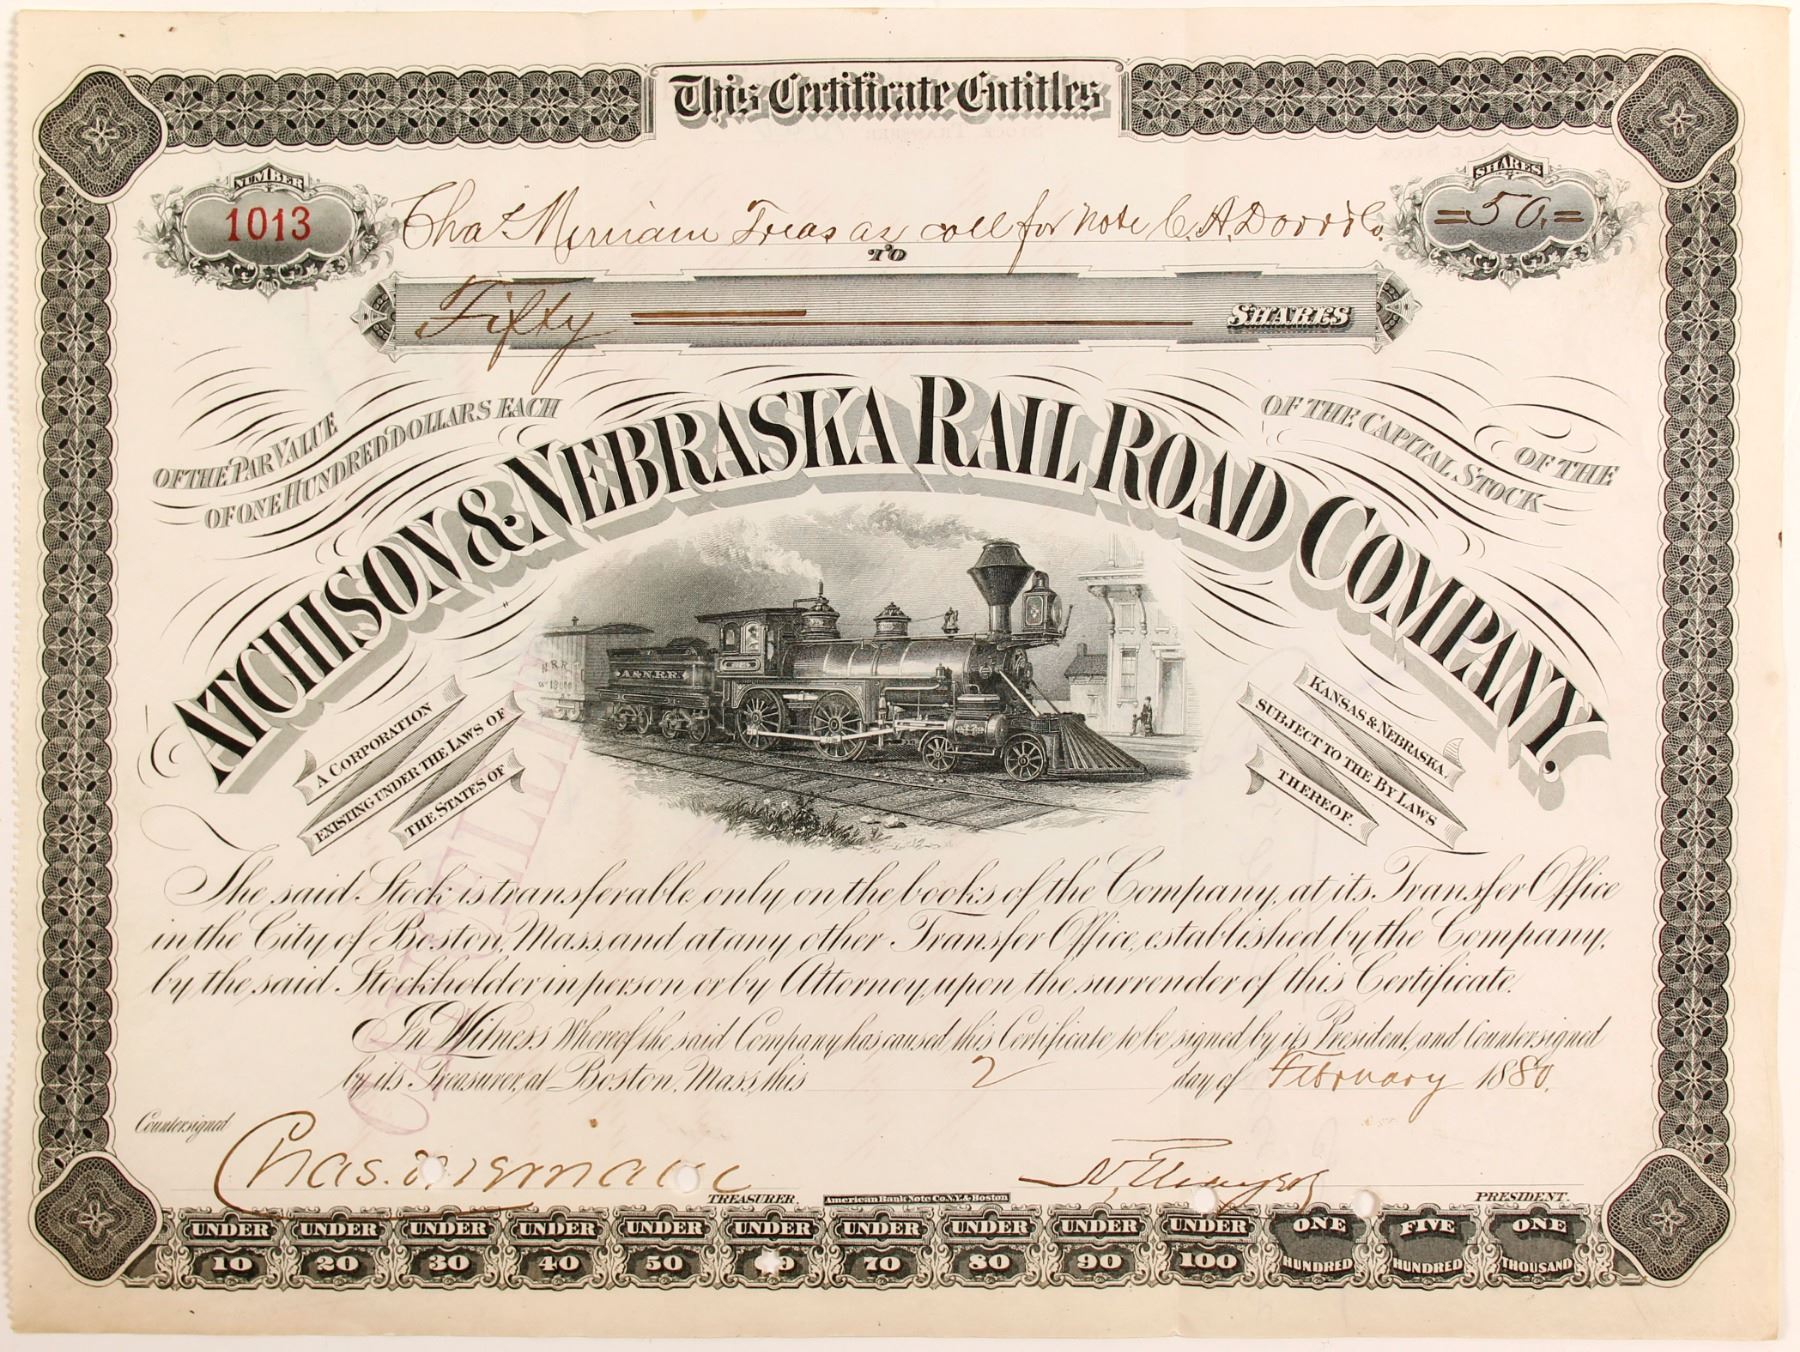 This Certificate Entitles
NUMBER
1013
Chas Merriam Treas as coll for note C. H. Dorr & Co.
SHARES
=50.=
TO
Fifty SHARES
OF THE PAR VALUE
OF ONE HUNDRED DOLLARS EACH
OF THE CAPITAL STOCK
OF THE
ATCHISON & NEBRASKA RAIL ROAD COMPANY.
A & N.R.R.
A CORPORATION
EXISTING UNDER THE LAWS OF
THE STATES OF
KANSAS & NEBRASKA.
SUBJECT TO THE BY LAWS
THEREOF.
The said Stock is transferable only on the books of the Company, at its Transfer Office
in the City of Boston, Mass, and at any other Transfer Office, established by the Company,
by the said Stockholder in person or by Attorney, upon the surrender of this Certificate.
In Witness Whereof the said Company has caused this Certificate to be signed by its President, and Countersigned
by its Treasurer, at Boston, Mass, this 2 day of February 1880.
Countersigned
Chas. Merriam
TREASURER.
American Bank Note Co. N.Y. & Boston
PRESIDENT.
UNDER 10
UNDER 20
UNDER 30
UNDER 40
UNDER 50
UNDER
UNDER 70
UNDER 80
UNDER 90
UNDER 100
ONE HUNDRED
FIVE HUNDRED
ONE THOUSAND